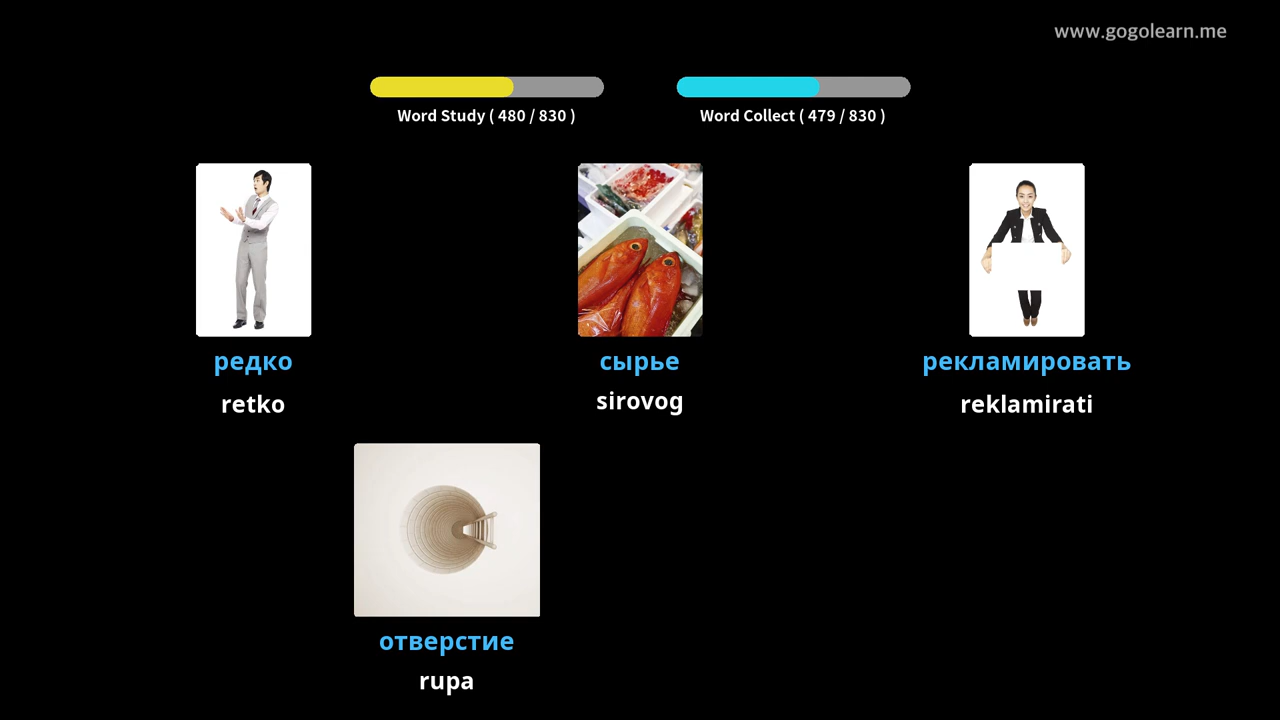 www.gogolearn.me
Word Study ( 480 / 830 )
Word Collect ( 479 / 830 )
редко
сырье
рекламировать
retko
sirovog
reklamirati
отверстие
rupa